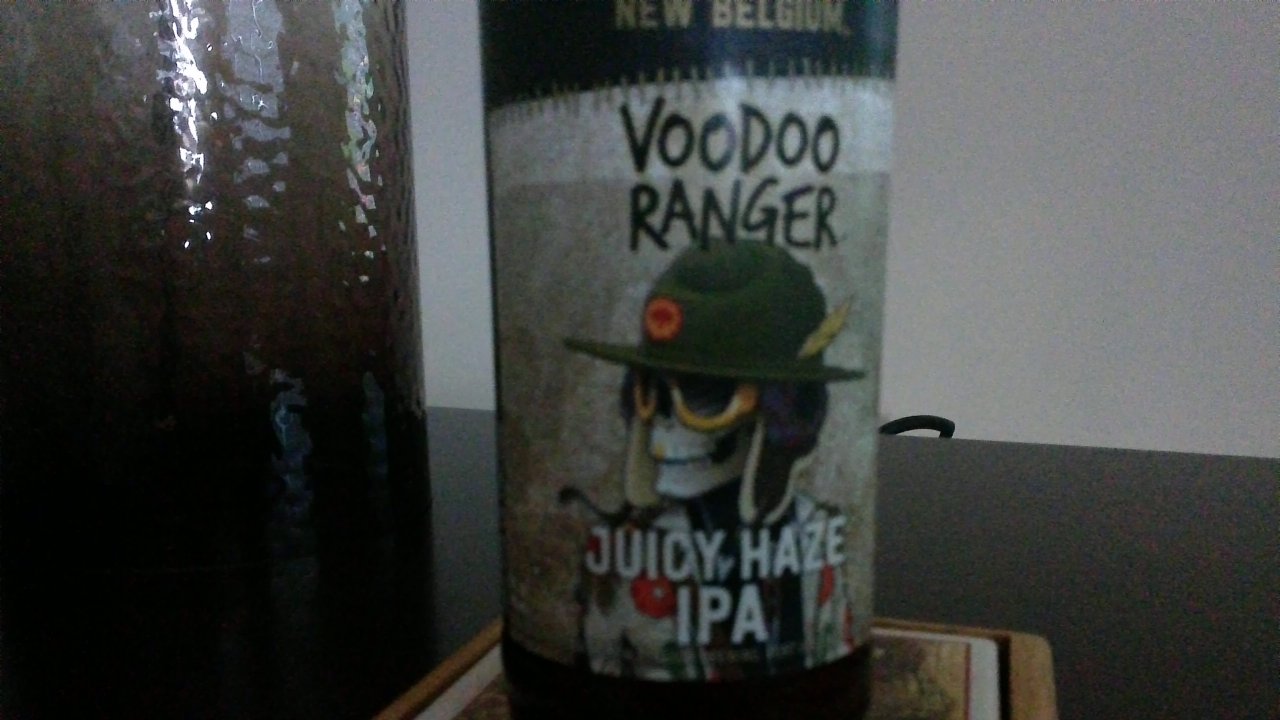 NEW BELGIUM
VOODOO
RANGER
JUICY HAZE
IPA